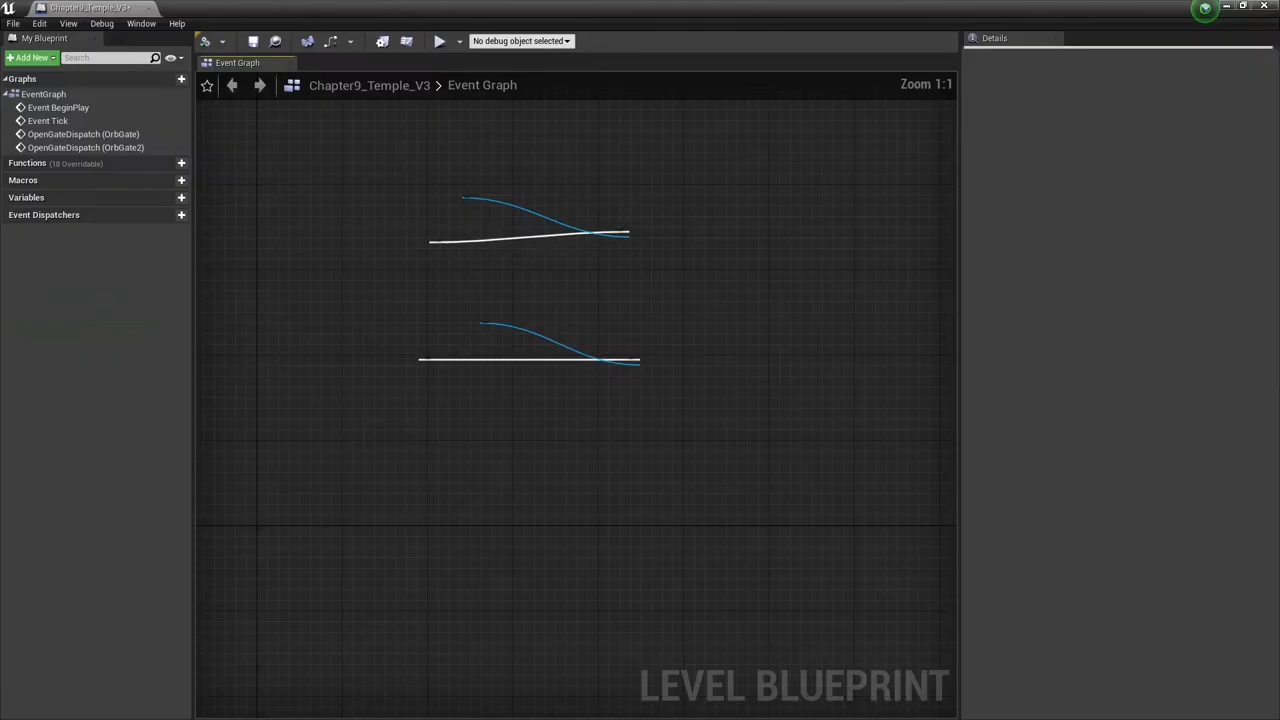 Chapter9_Temple_V3*
File Edit View Debug Window Help
My Blueprint
Details
Add New
Search
No debug object selected
Event Graph
Graphs
Chapter9_Temple_V3 > Event Graph
Zoom 1:1
EventGraph
Event BeginPlay
Event Tick
OpenGateDispatch (OrbGate)
OpenGateDispatch (OrbGate2)
Functions (18 Overridable)
Macros
Variables
Event Dispatchers
LEVEL BLUEPRINT